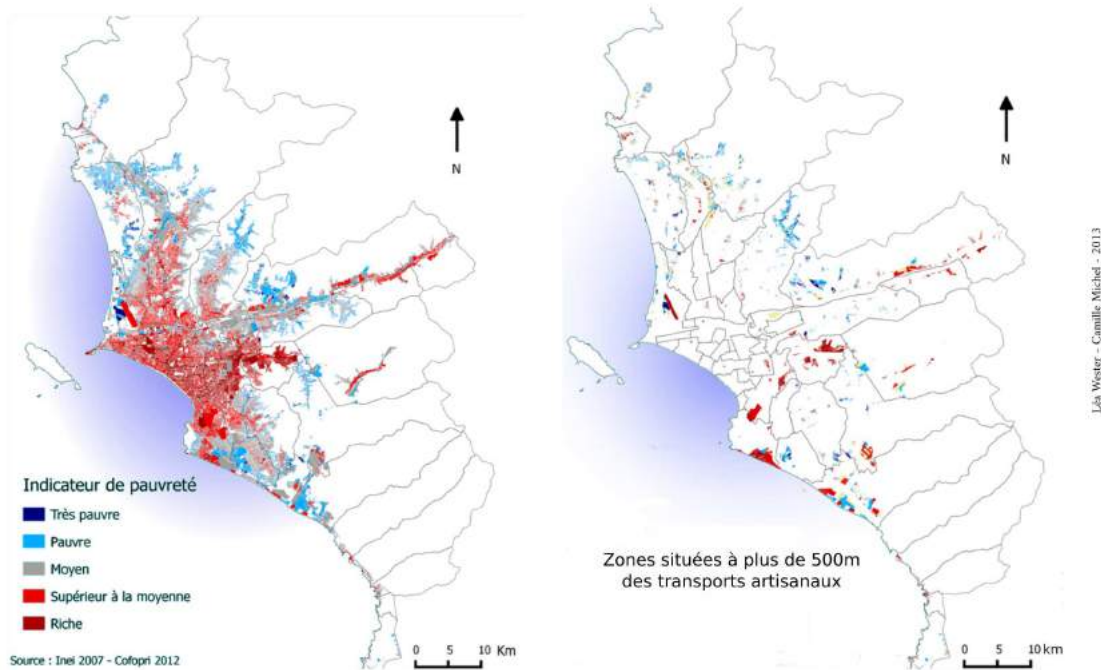 N
Indicateur de pauvreté
Très pauvre
Pauvre
Moyen
Supérieur à la moyenne
Riche
Source : Inei 2007 - Cofopri 2012
0 5 10 Km
N
Zones situées à plus de 500m
des transports artisanaux
0 5 10 km
Léa Wester - Camille Michel - 2013